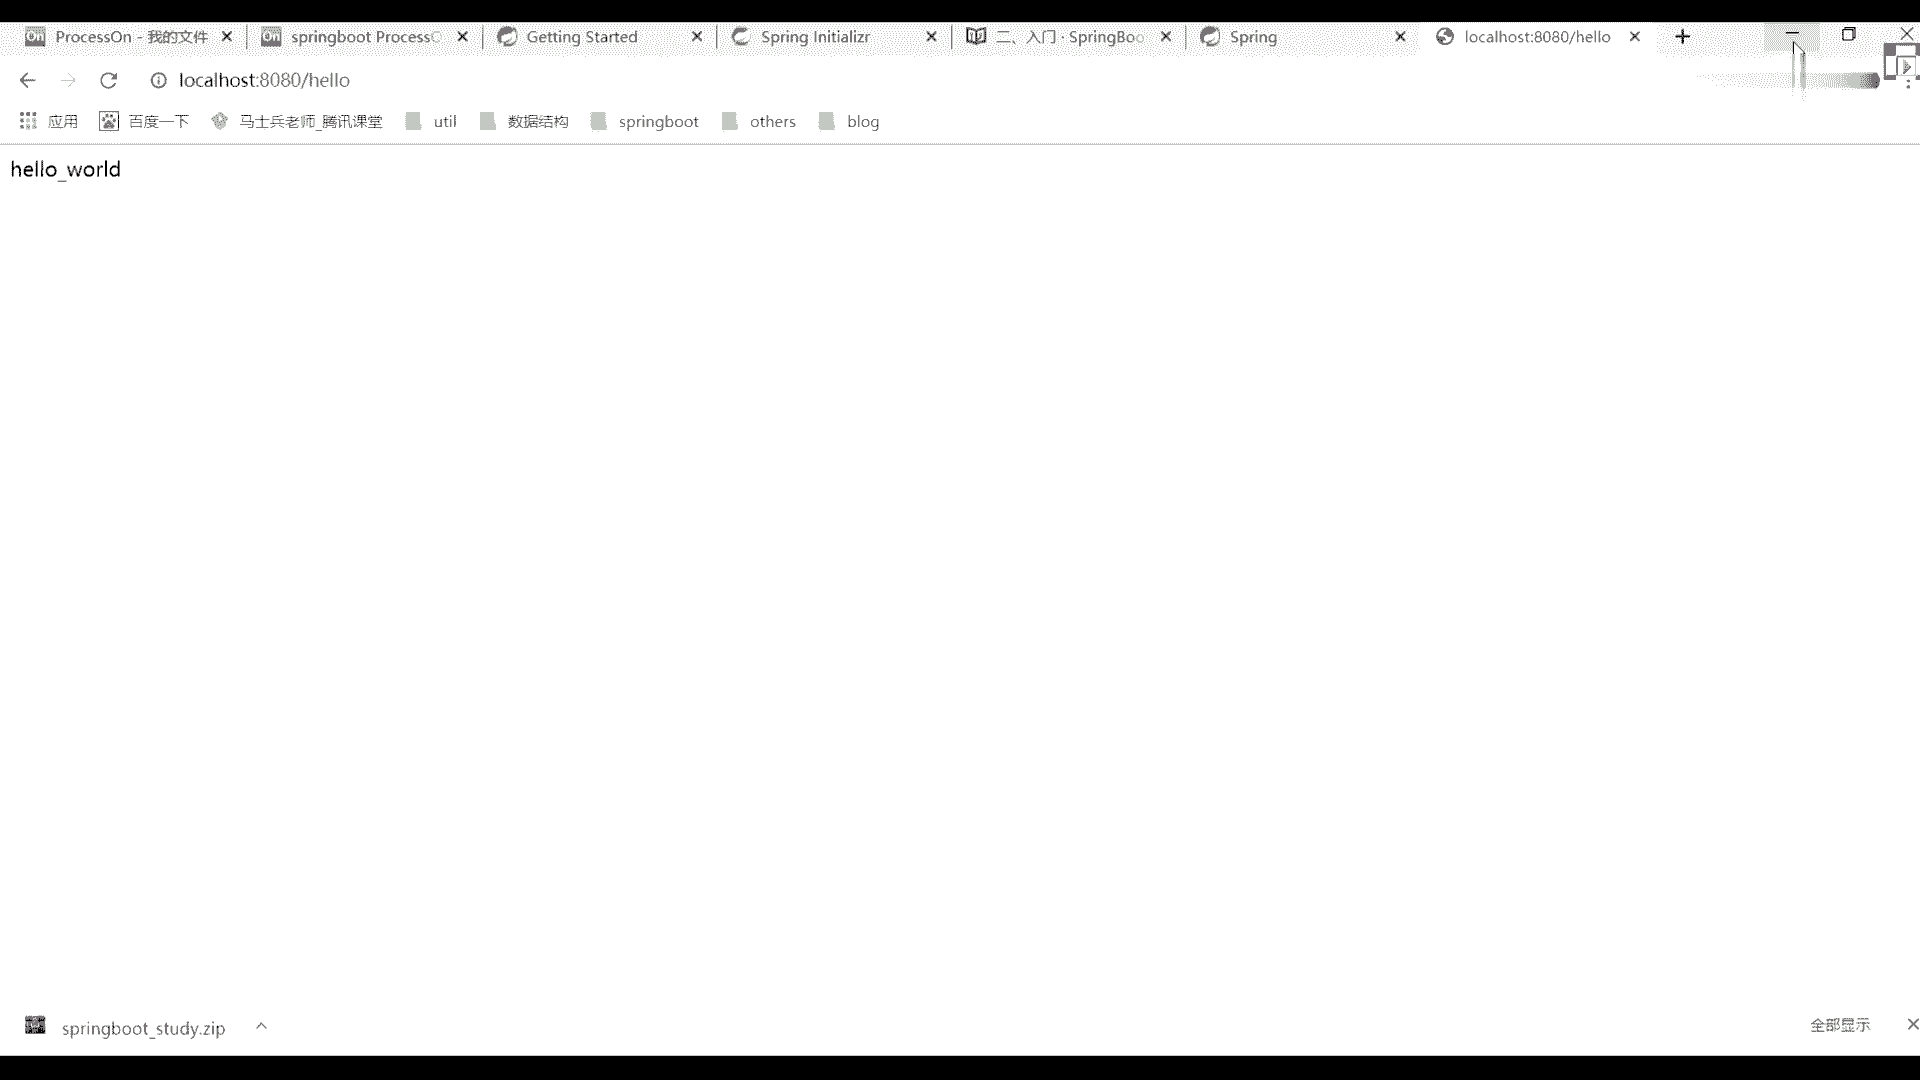 ProcessOn - 我的文件
springboot ProcessO
Getting Started
Spring Initializr
二、入门 · SpringBoo
Spring
localhost:8080/hello
localhost:8080/hello
应用
百度一下
马士兵老师_腾讯课堂
util
数据结构
springboot
others
blog
hello_world
springboot_study.zip
全部显示